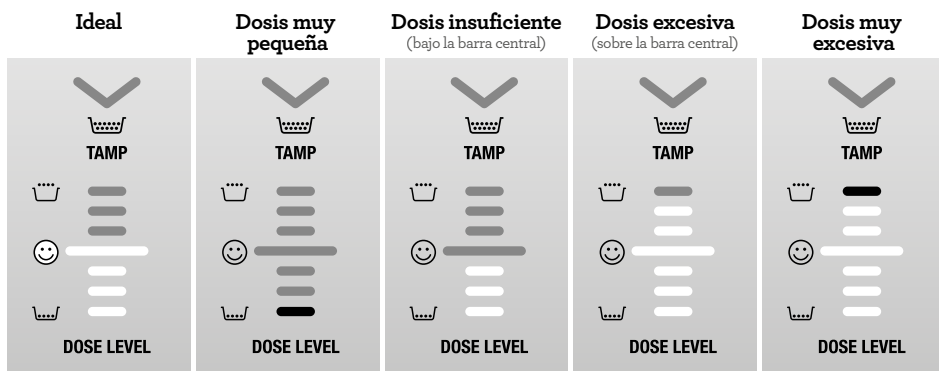 Ideal
Dosis muy
pequeña
Dosis insuficiente
(bajo la barra central)
Dosis excesiva
(sobre la barra central)
Dosis muy
excesiva
TAMP
TAMP
TAMP
TAMP
TAMP
DOSE LEVEL
DOSE LEVEL
DOSE LEVEL
DOSE LEVEL
DOSE LEVEL